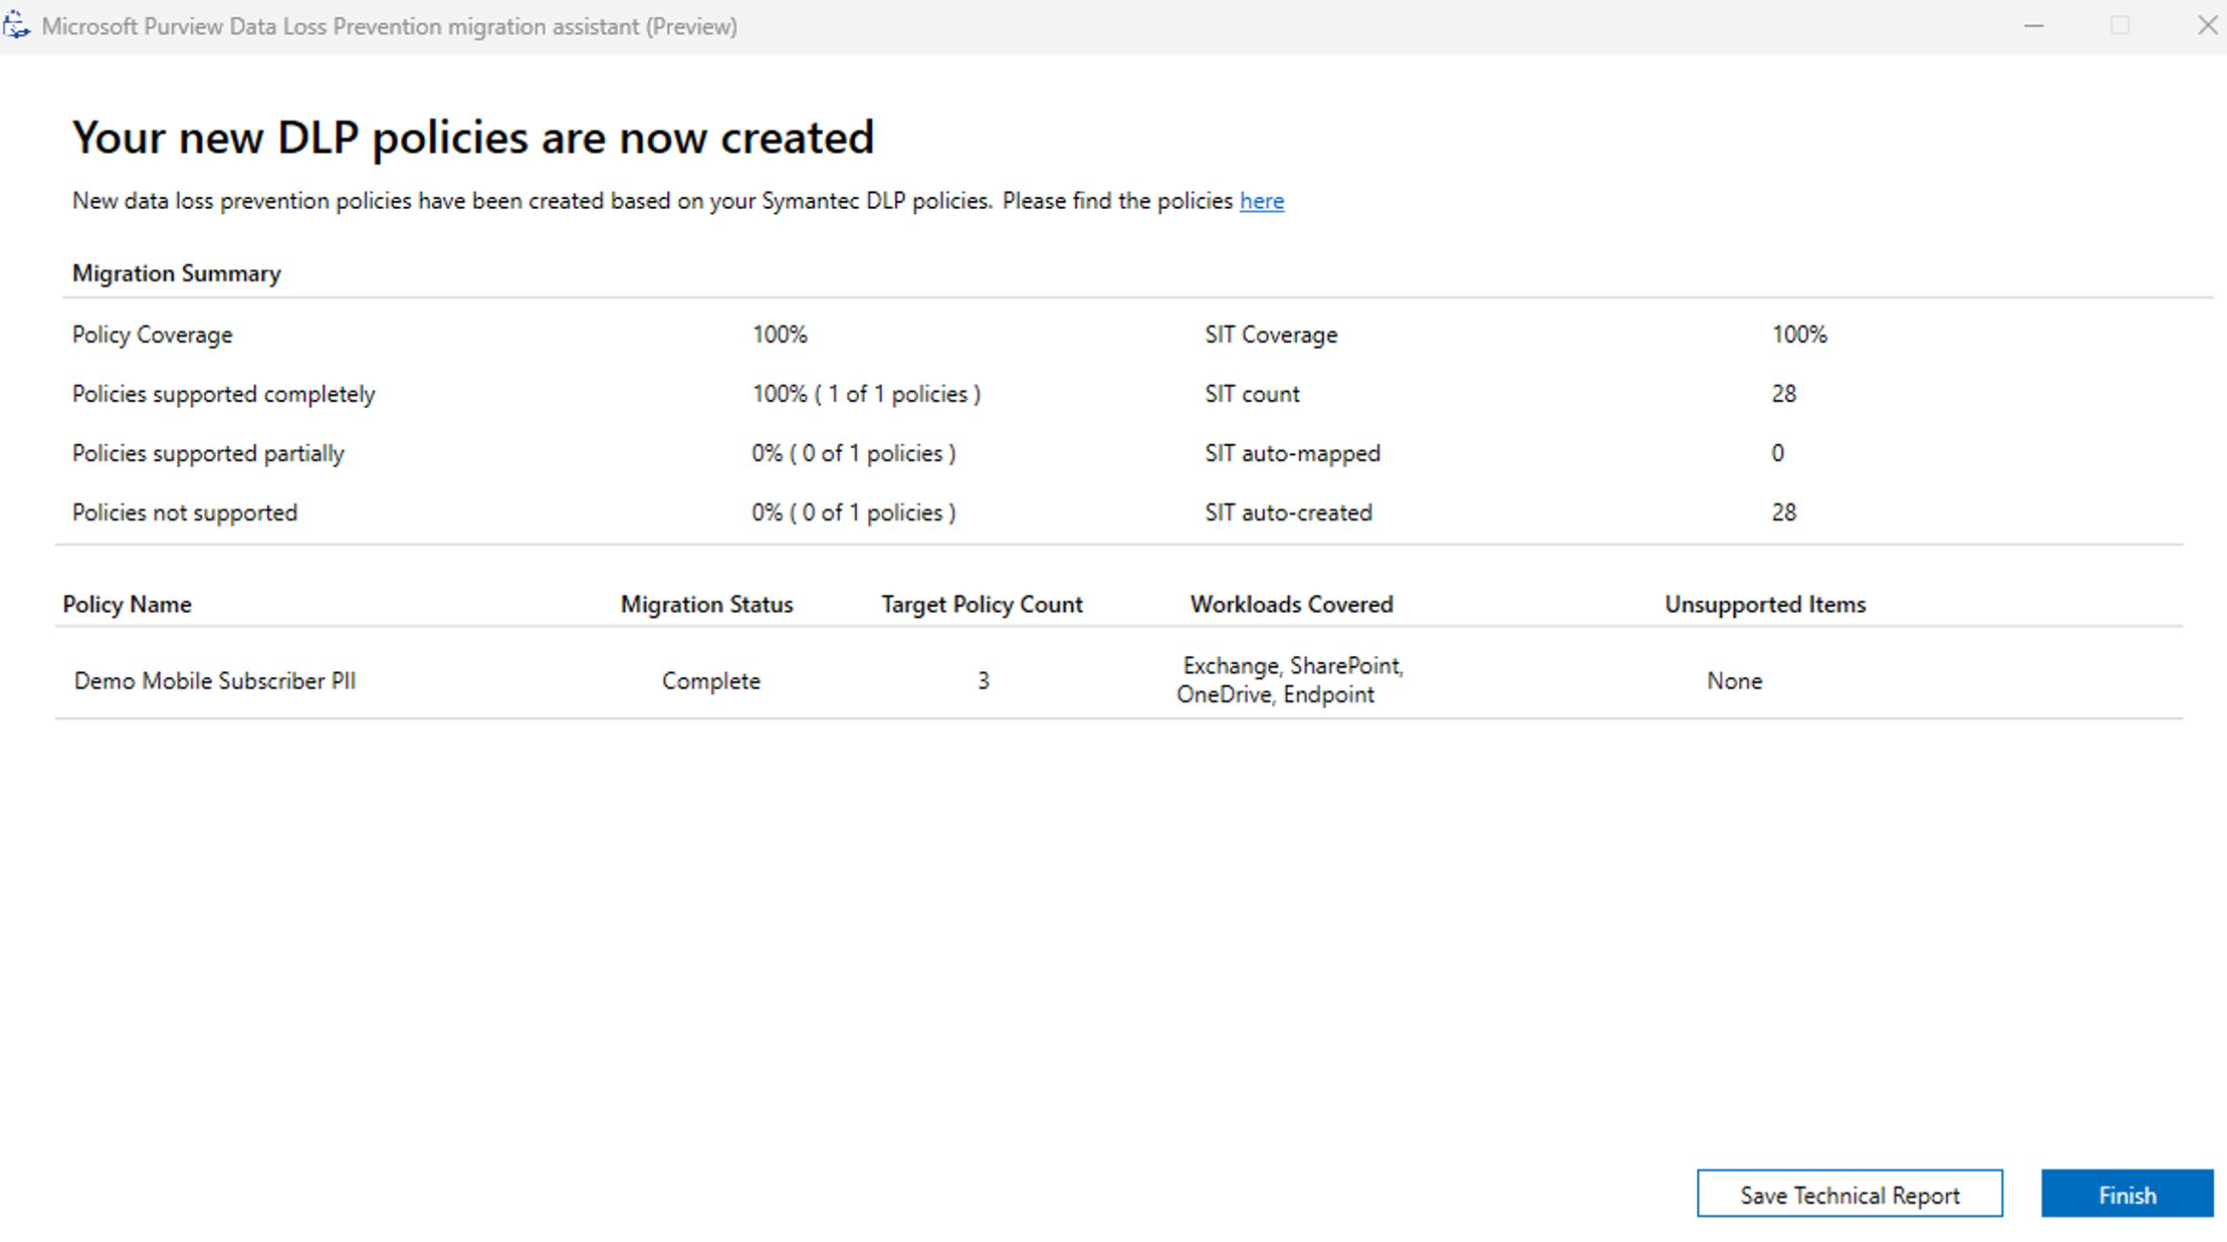 Microsoft Purview Data Loss Prevention migration assistant (Preview)
Your new DLP policies are now created
New data loss prevention policies have been created based on your Symantec DLP policies. Please find the policies here
Migration Summary
Policy Coverage 100% SIT Coverage 100%
Policies supported completely 100% ( 1 of 1 policies ) SIT count 28
Policies supported partially 0% ( 0 of 1 policies ) SIT auto-mapped 0
Policies not supported 0% ( 0 of 1 policies ) SIT auto-created 28
Policy Name Migration Status Target Policy Count Workloads Covered Unsupported Items
Demo Mobile Subscriber PII Complete 3 Exchange, SharePoint, None
OneDrive, Endpoint
Save Technical Report Finish